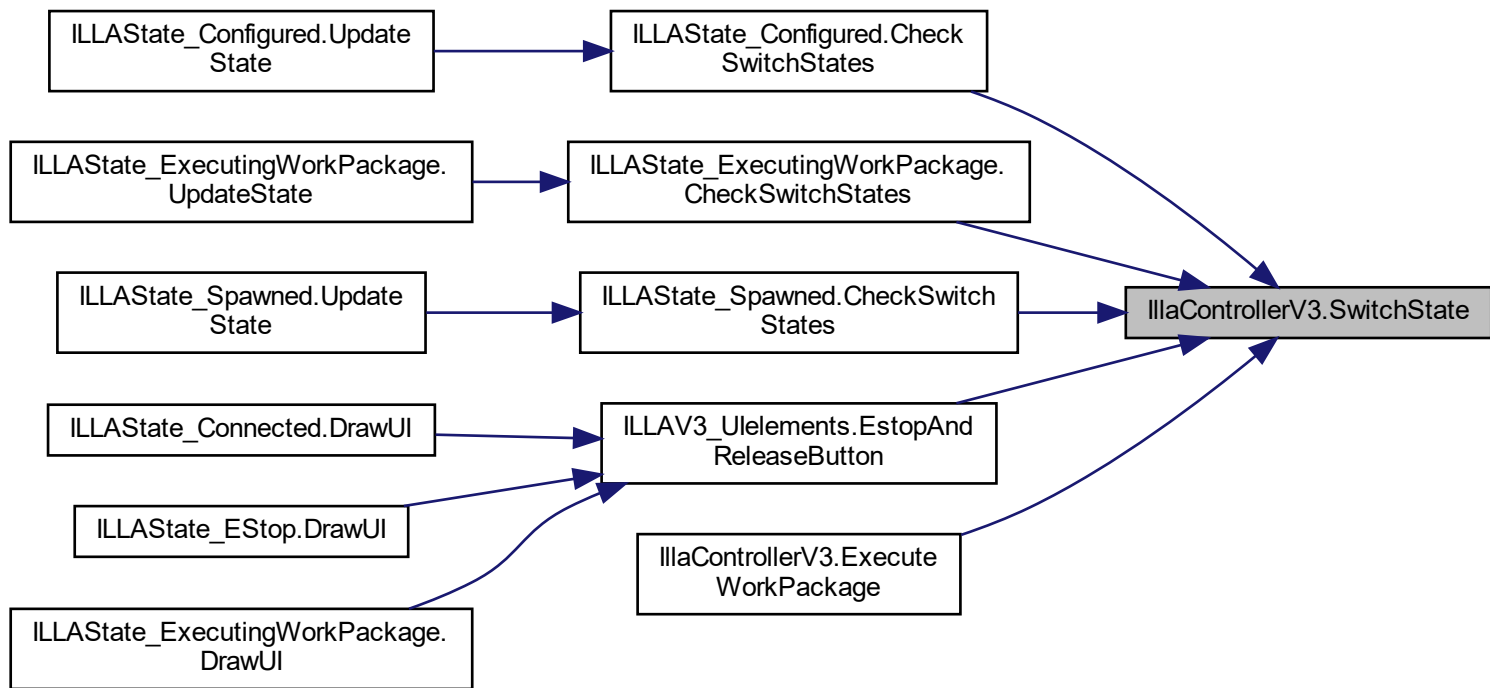 ILLAState_Configured.Update
State
ILLAState_Configured.Check
SwitchStates
ILLAState_ExecutingWorkPackage.
UpdateState
ILLAState_ExecutingWorkPackage.
CheckSwitchStates
ILLAState_Spawned.Update
State
ILLAState_Spawned.CheckSwitch
States
IllaControllerV3.SwitchState
ILLAState_Connected.DrawUI
ILLAV3_UIelements.EstopAnd
ReleaseButton
ILLAState_EStop.DrawUI
IllaControllerV3.Execute
WorkPackage
ILLAState_ExecutingWorkPackage.
DrawUI